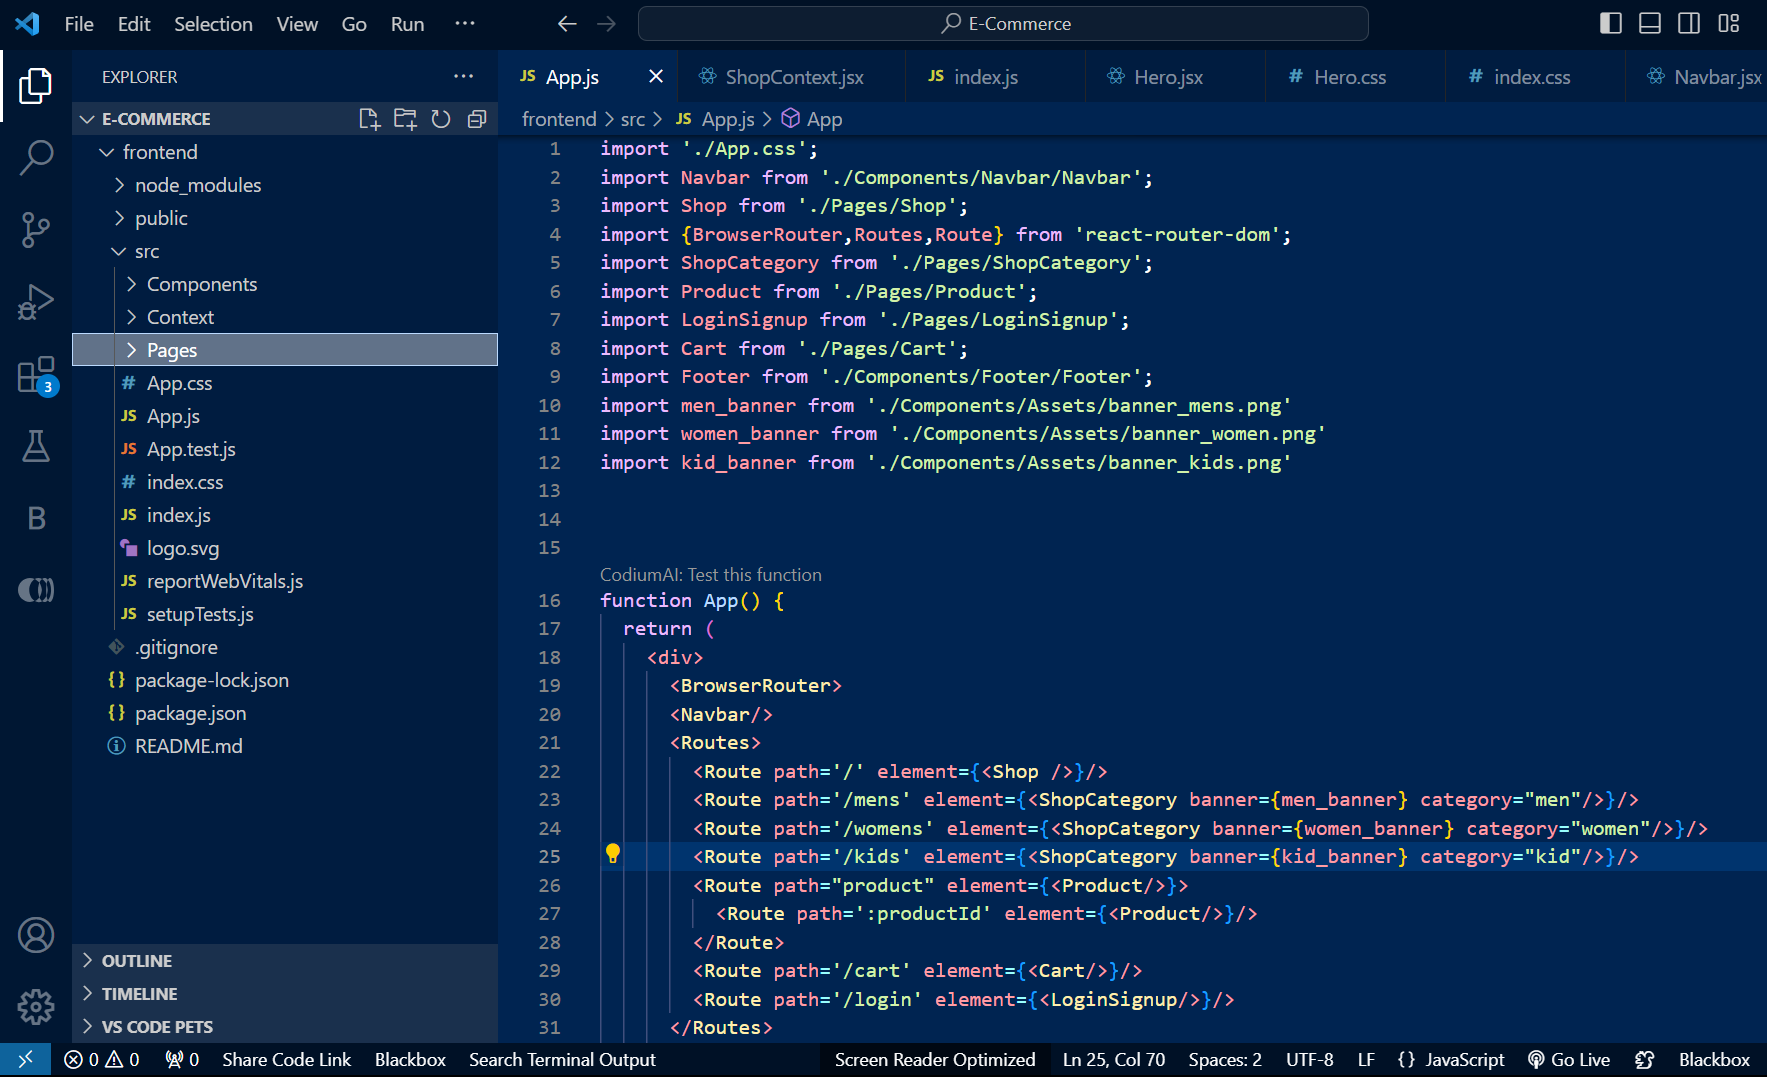 File Edit Selection View Go Run ··· E-Commerce
EXPLORER ···
E-COMMERCE
frontend
node_modules
public
src
Components
Context
Pages
# App.css
JS App.js
JS App.test.js
# index.css
JS index.js
logo.svg
JS reportWebVitals.js
JS setupTests.js
.gitignore
{} package-lock.json
{} package.json
README.md
3
B
OUTLINE
TIMELINE
VS CODE PETS
JS App.js JS ShopContext.jsx JS index.js Hero.jsx # Hero.css # index.css Navbar.jsx
frontend > src > JS App.js > App
1 import './App.css';
2 import Navbar from './Components/Navbar/Navbar';
3 import Shop from './Pages/Shop';
4 import {BrowserRouter,Routes,Route} from 'react-router-dom';
5 import ShopCategory from './Pages/ShopCategory';
6 import Product from './Pages/Product';
7 import LoginSignup from './Pages/LoginSignup';
8 import Cart from './Pages/Cart';
9 import Footer from './Components/Footer/Footer';
10 import men_banner from './Components/Assets/banner_mens.png'
11 import women_banner from './Components/Assets/banner_women.png'
12 import kid_banner from './Components/Assets/banner_kids.png'
13
14
15
CodiumAI: Test this function
16 function App() {
17 return (
18 <div>
19 <BrowserRouter>
20 <Navbar/>
21 <Routes>
22 <Route path='/' element={<Shop />}/>
23 <Route path='/mens' element={<ShopCategory banner={men_banner} category="men"/>}/>
24 <Route path='/womens' element={<ShopCategory banner={women_banner} category="women"/>}/>
25 <Route path='/kids' element={<ShopCategory banner={kid_banner} category="kid"/>}/>
26 <Route path="product" element={<Product/>}>
27 <Route path=':productId' element={<Product/>}/>
28 </Route>
29 <Route path='/cart' element={<Cart/>}/>
30 <Route path='/login' element={<LoginSignup/>}/>
31 </Routes>
0 0 0 Share Code Link Blackbox Search Terminal Output Screen Reader Optimized Ln 25, Col 70 Spaces: 2 UTF-8 LF {} JavaScript Go Live Blackbox